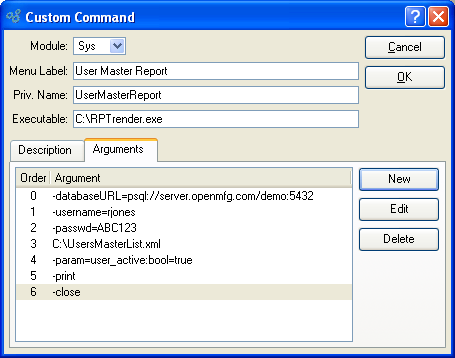 Custom Command
Module: Sys
Cancel
Menu Label: User Master Report
OK
Priv. Name: UserMasterReport
Executable: C:\RPTrender.exe
Description Arguments
Order Argument
New
0 -databaseURL=psql://server.openmfg.com/demo:5432
1 -username=rjones
Edit
2 -passwd=ABC123
3 C:\UsersMasterList.xml
Delete
4 -param=user_active:bool=true
5 -print
6 -close